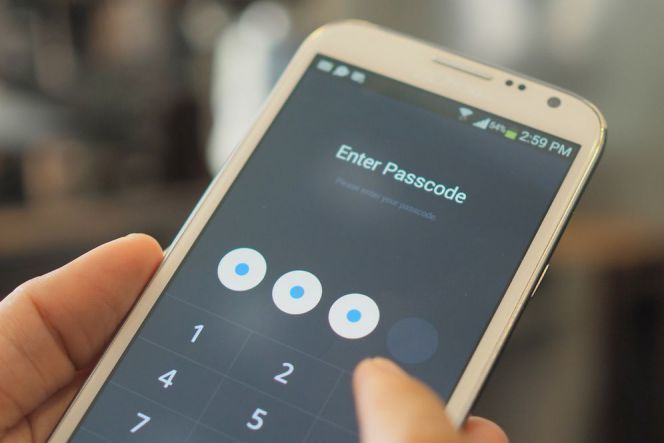 64% 2:59 PM
Enter Passcode
Please enter your passcode.
1 2
4 5
7